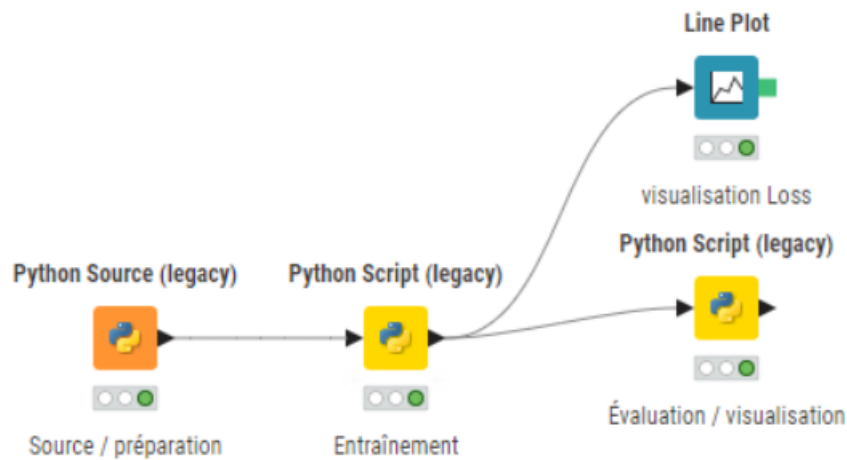 Line Plot
visualisation Loss
Python Source (legacy)
Python Script (legacy)
Python Script (legacy)
Source / préparation
Entraînement
Évaluation / visualisation